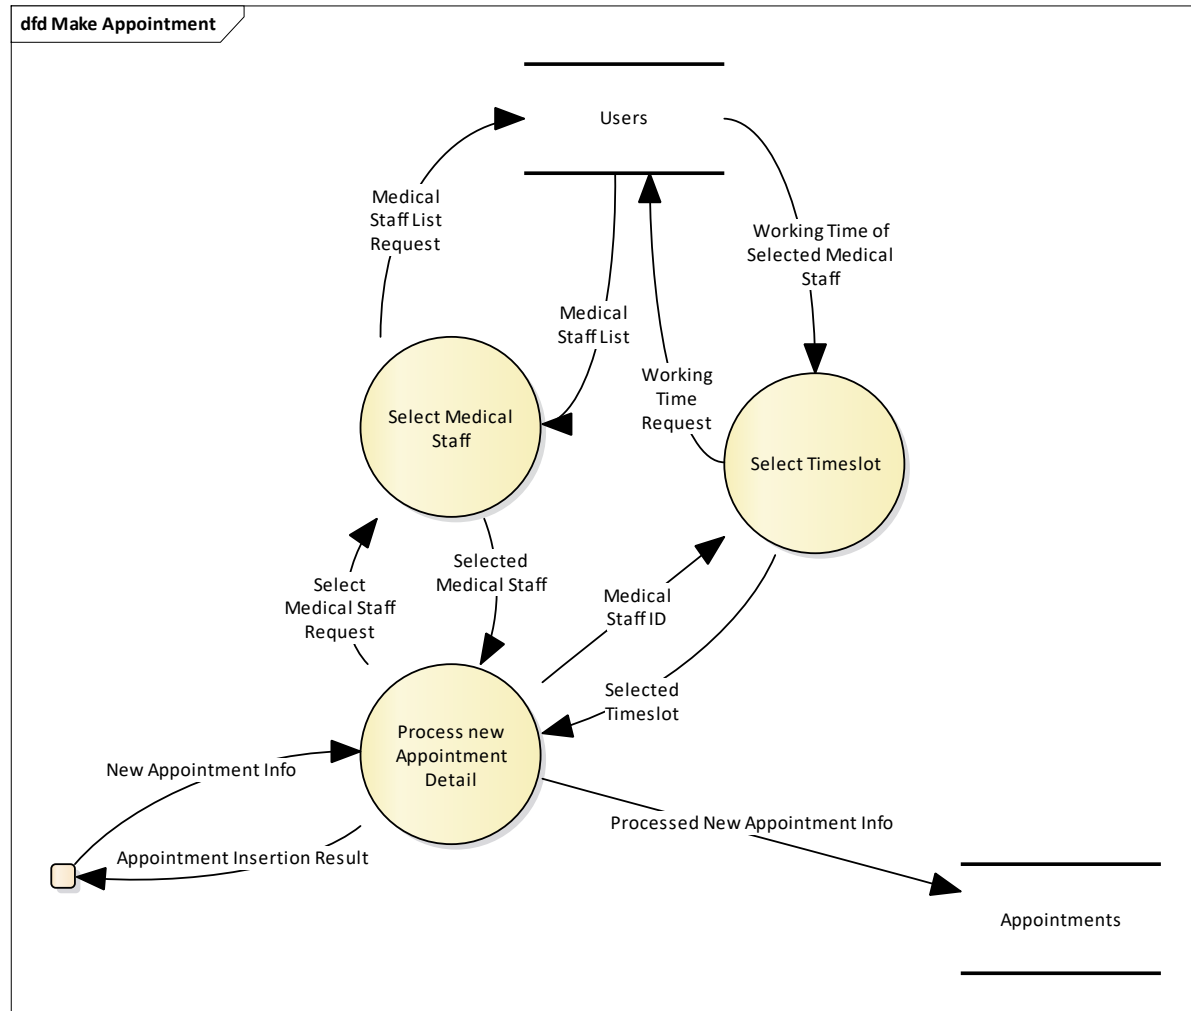 dfd Make Appointment
Users
Medical
Staff List
Request
Working Time of
Selected Medical
Staff
Medical
Staff List
Working
Time
Request
Select Medical
Staff
Select Timeslot
Selected
Medical Staff
Select
Medical Staff
Request
Medical
Staff ID
Selected
Timeslot
Process new
Appointment
Detail
New Appointment Info
Processed New Appointment Info
Appointment Insertion Result
Appointments